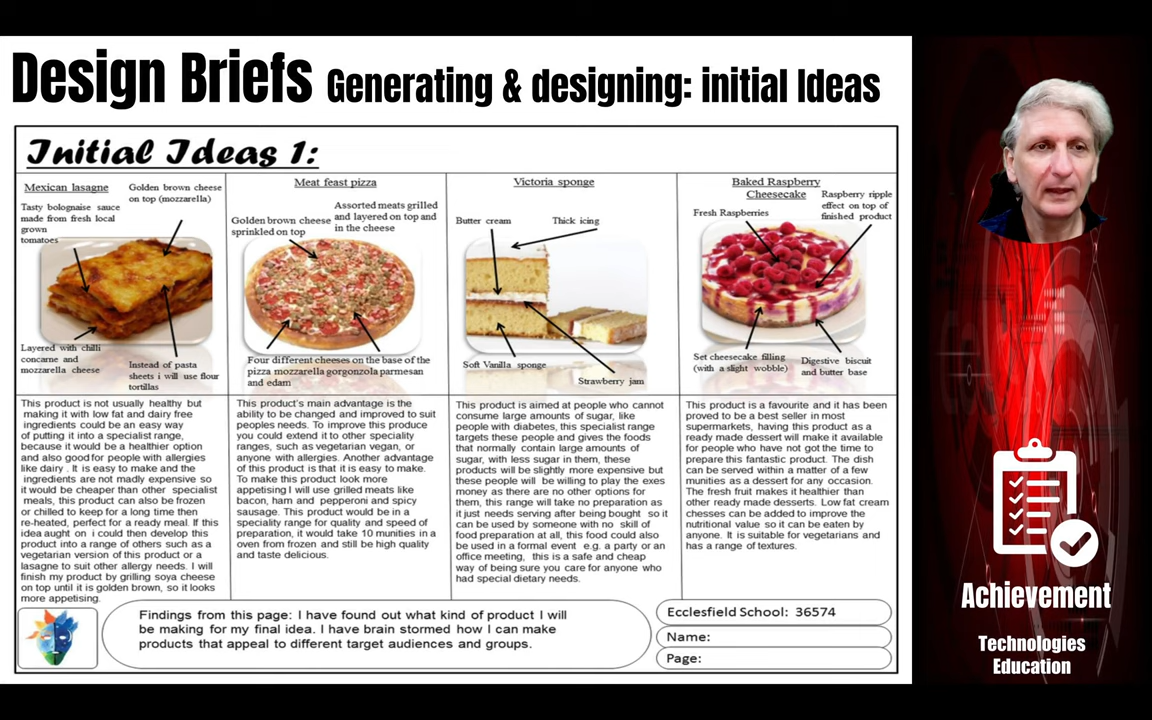 Design Briefs Generating & designing: initial Ideas
Initial Ideas 1:
Mexican lasagne
Golden brown cheese
on top (mozzarella)
Tasty bolognaise sauce
made from fresh local
grown
tomatoes
Layered with chilli
concarne and
mozzarella cheese
Instead of pasta
sheets i will use flour
tortillas
This product is not usually healthy but
making it with low fat and dairy free
ingredients could be an easy way
of putting it into a specialist range,
because it would be a healthier option
and also good for people with allergies
like dairy . It is easy to make and the
ingredients are not madly expensive so
it would be cheaper than other specialist
meals, this product can also be frozen
or chilled to keep for a long time then
re-heated, perfect for a ready meal. If this
idea aught on i could then develop this
product into a range of others such as a
vegetarian version of this product or a
lasagne to suit other allergy needs. I will
finish my product by grilling soya cheese
on top until it is golden brown, so it looks
more appetising.
Meat feast pizza
Golden brown cheese
sprinkled on top
Assorted meats grilled
and layered on top and
in the cheese
Four different cheeses on the base of the
pizza mozzarella gorgonzola parmesan
and edam
This product's main advantage is the
ability to be changed and improved to suit
peoples needs. To improve this produce
you could extend it to other speciality
ranges, such as vegetarian vegan, or
anyone with allergies. Another advantage
of this product is that it is easy to make.
To make this product look more
appetising I will use grilled meats like
bacon, ham and pepperoni and spicy
sausage. This product would be in a
speciality range for quality and speed of
preparation, it would take 10 munities in a
oven from frozen and still be high quality
and taste delicious.
Victoria sponge
Butter cream
Thick icing
Soft Vanilla sponge
Strawberry jam
This product is aimed at people who cannot
consume large amounts of sugar, like
people with diabetes, this specialist range
targets these people and gives the foods
that normally contain large amounts of
sugar, with less sugar in them, these
products will be slightly more expensive but
these people will be willing to play the exes
money as there are no other options for
them, this range will take no preparation as
it just needs serving after being bought so it
can be used by someone with no skill of
food preparation at all, this food could also
be used in a formal event e.g. a party or an
office meeting, this is a safe and cheap
way of being sure you care for anyone who
had special dietary needs.
Baked Raspberry
Cheesecake
Fresh Raspberries
Raspberry ripple
effect on top of
finished product
Set cheesecake filling
(with a slight wobble)
Digestive biscuit
and butter base
This product is a favourite and it has been
proved to be a best seller in most
supermarkets, having this product as a
ready made dessert will make it available
for people who have not got the time to
prepare this fantastic product. The dish
can be served within a matter of a few
munities as a dessert for any occasion.
The fresh fruit makes it healthier than
other ready made desserts. Low fat cream
chesses can be added to improve the
nutritional value so it can be eaten by
anyone. It is suitable for vegetarians and
has a range of textures.
Findings from this page: I have found out what kind of product I will
be making for my final idea. I have brain stormed how I can make
products that appeal to different target audiences and groups.
Ecclesfield School: 36574
Name:
Page:
Achievement
Technologies
Education